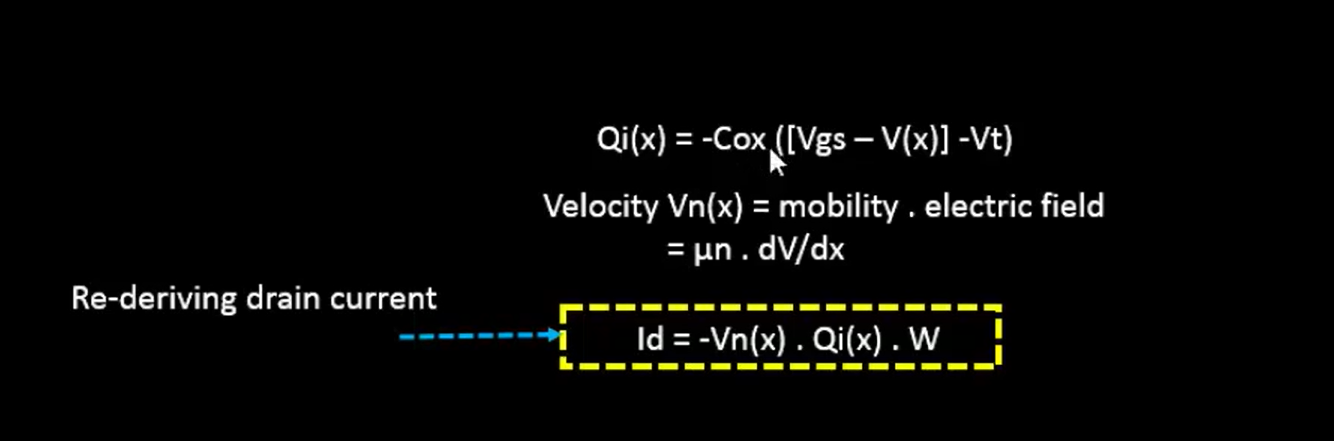 Qi(x) = -Cox ([Vgs – V(x)] -Vt)
Velocity Vn(x) = mobility . electric field
= μn . dV/dx
Re-deriving drain current
Id = -Vn(x) . Qi(x) . W